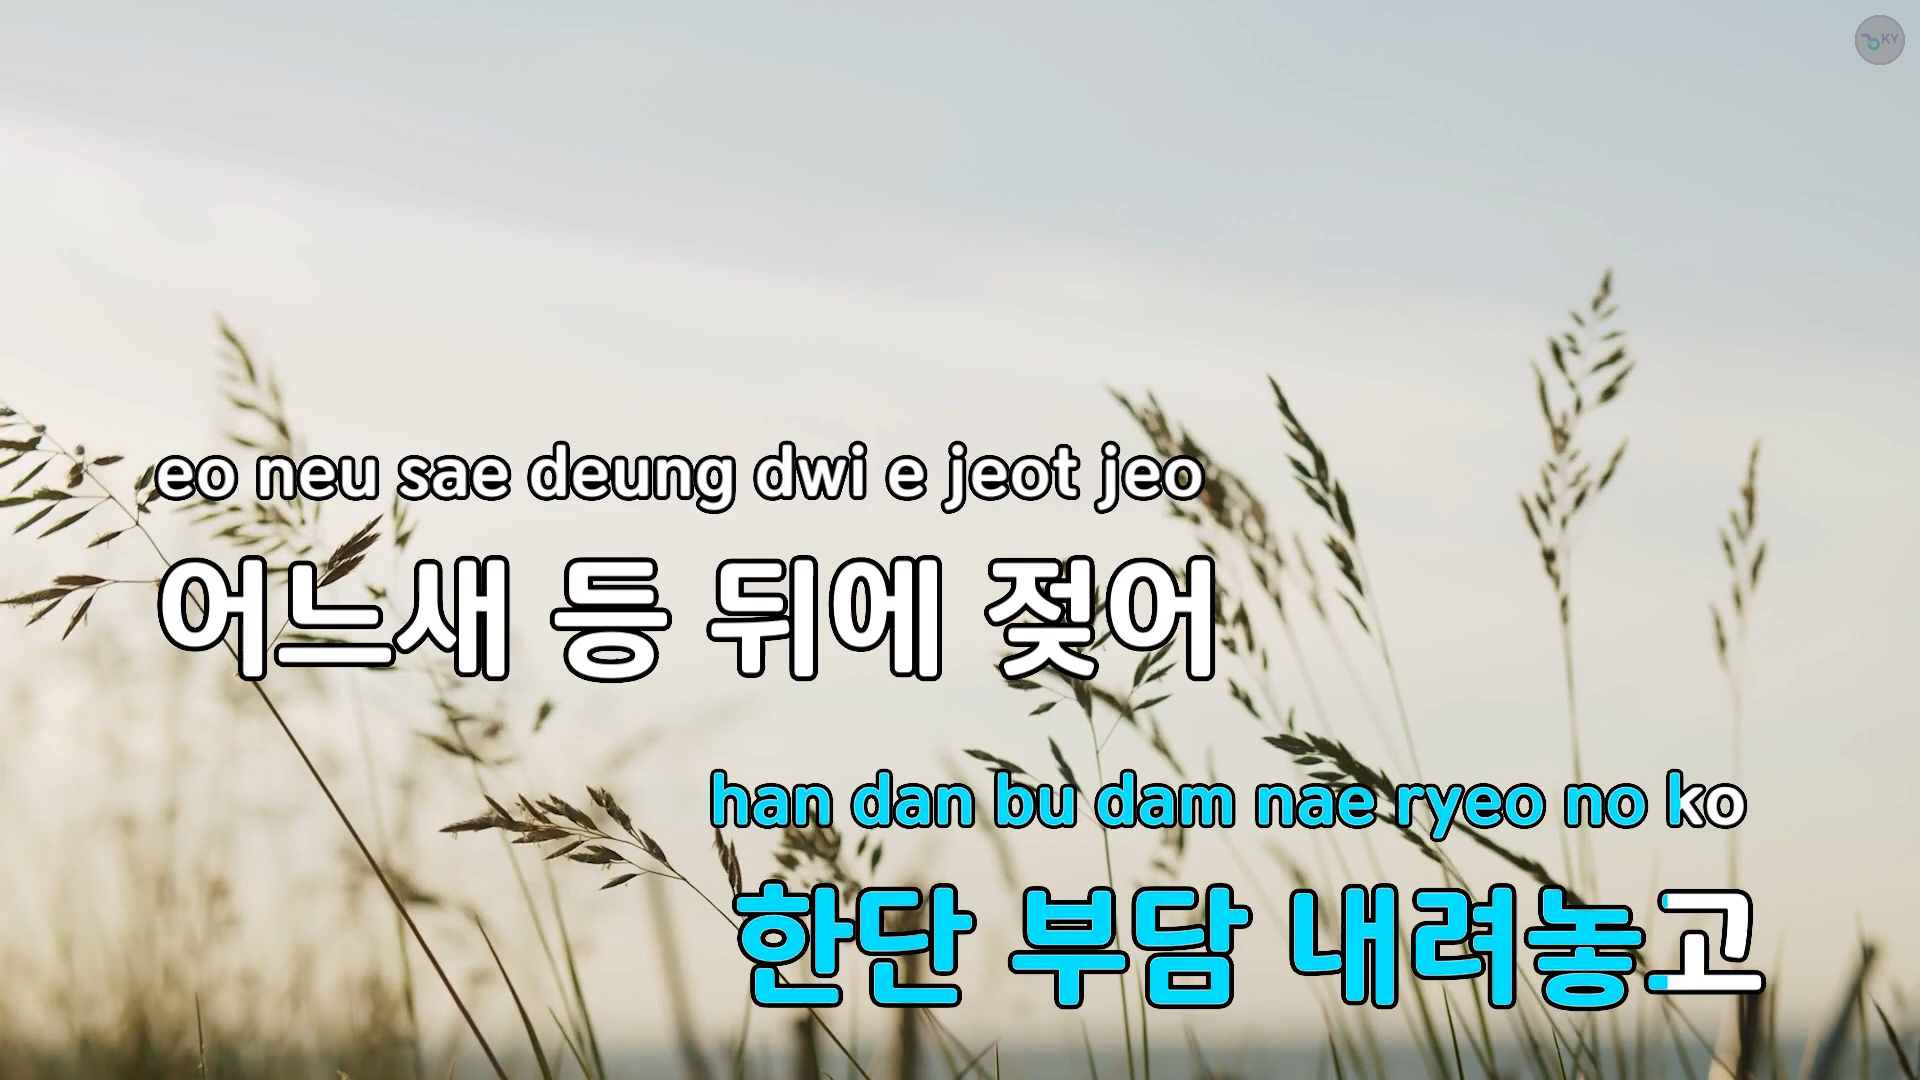 KY
eo neu sae deung dwi e jeot jeo
어느새 등 뒤에 젖어
han dan bu dam nae ryeo no ko
한단 부담 내려놓고